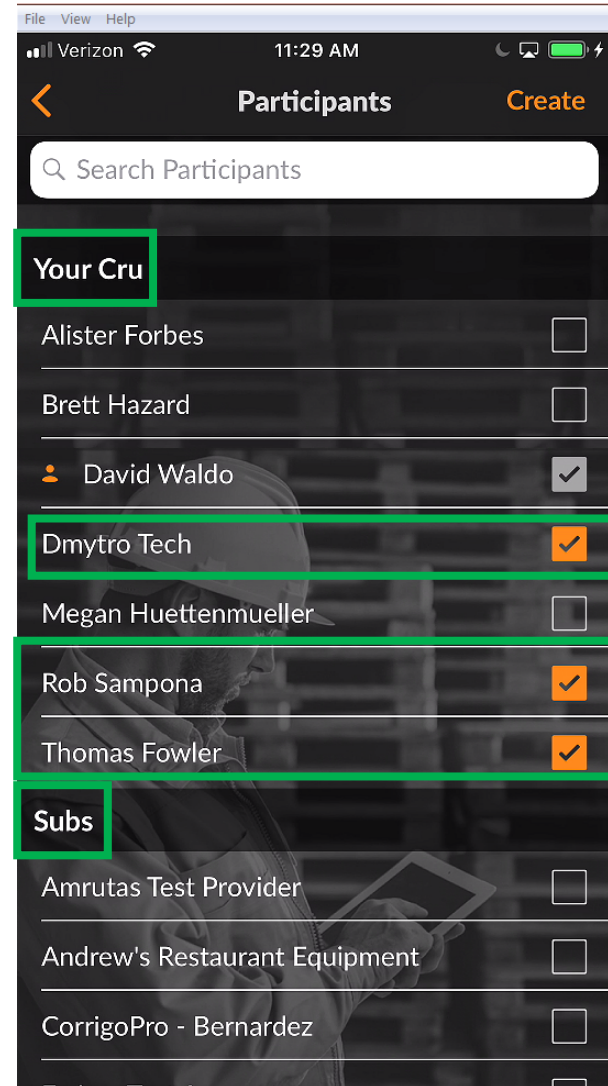 File View Help
Verizon 11:29 AM
Participants Create
Search Participants
Your Cru
Alister Forbes
Brett Hazard
David Waldo
Dmytro Tech
Megan Huettenmueller
Rob Sampona
Thomas Fowler
Subs
Amrutas Test Provider
Andrew's Restaurant Equipment
CorrigoPro - Bernardez